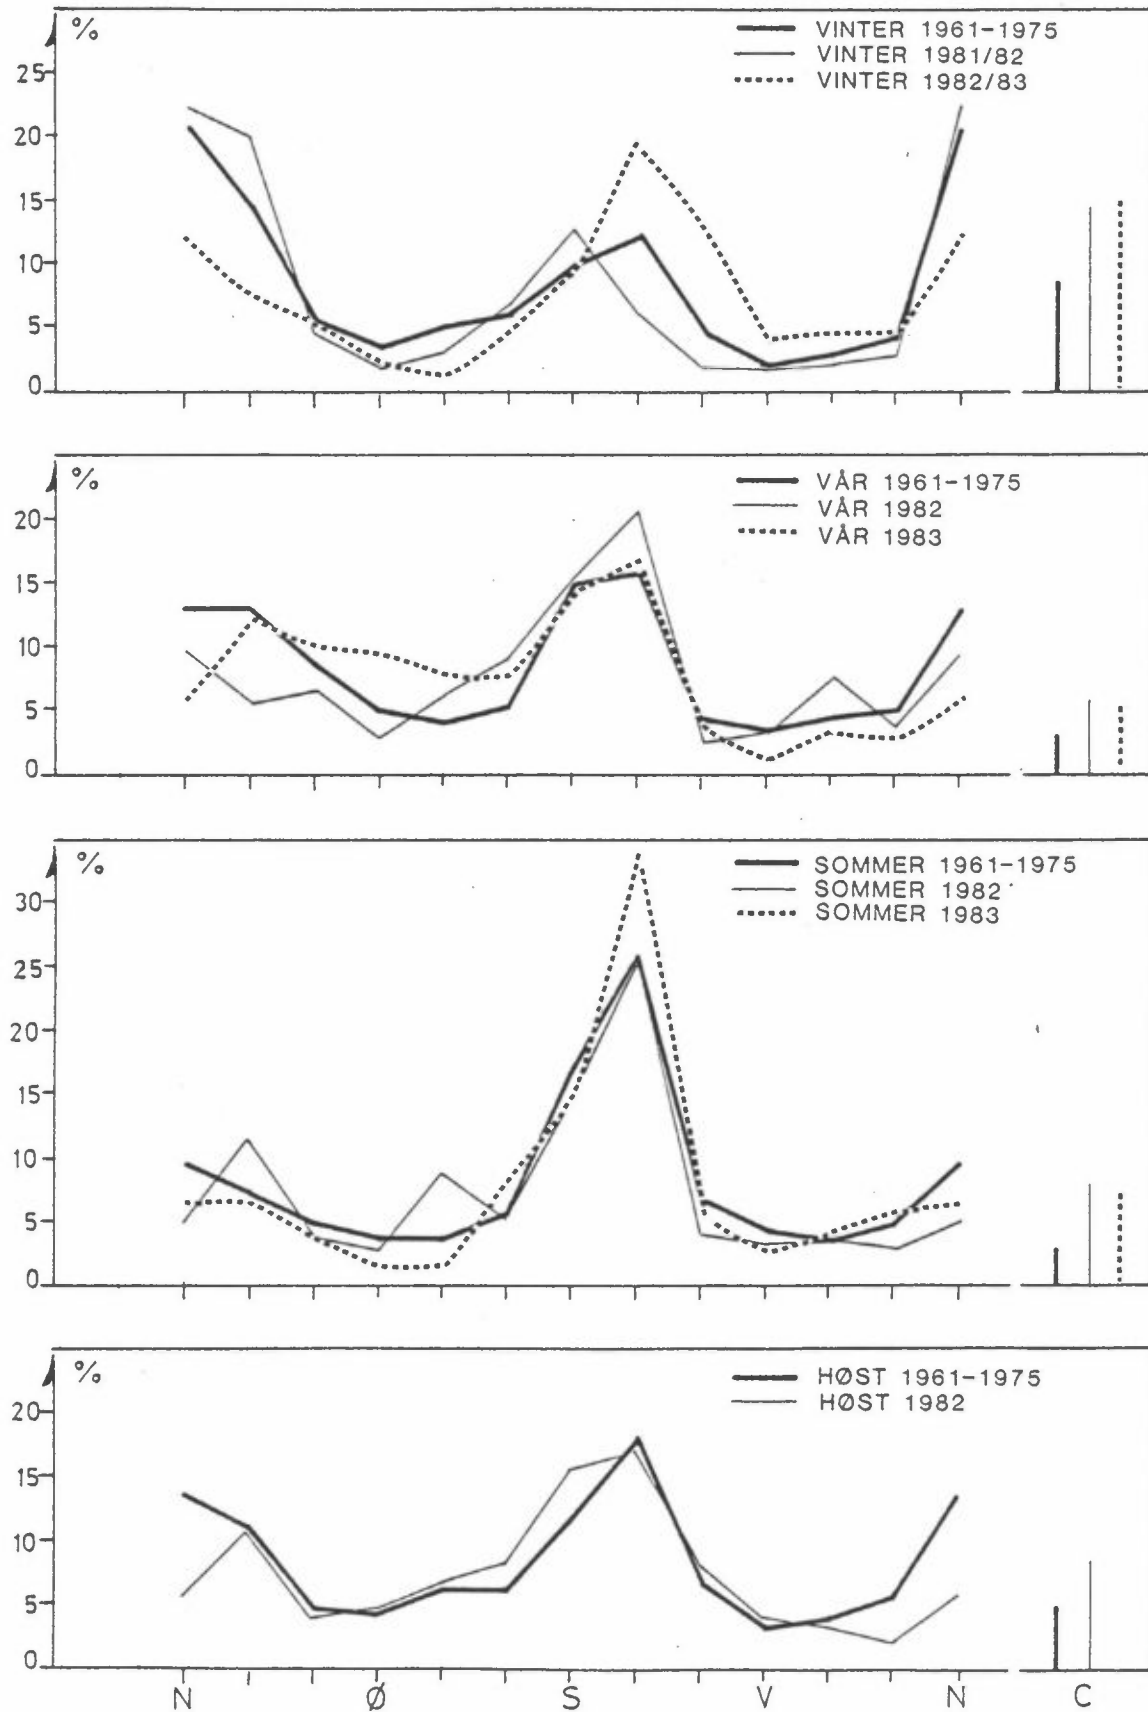 %
VINTER 1961-1975
VINTER 1981/82
VINTER 1982/83
25
20
15
10
5
0
%
VÅR 1961-1975
VÅR 1982
VÅR 1983
20
15
10
5
0
%
SOMMER 1961-1975
SOMMER 1982
SOMMER 1983
30
25
20
15
10
5
0
%
HØST 1961-1975
HØST 1982
20
15
10
5
0
N Ø S V N C